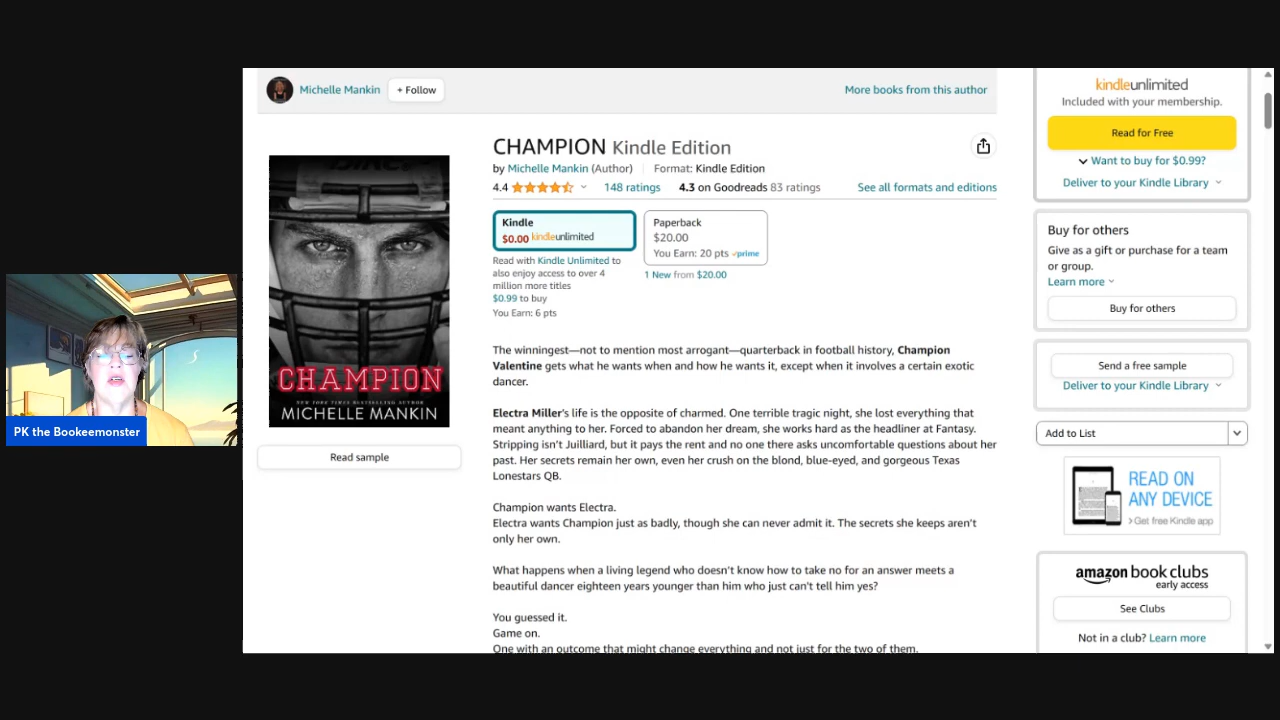 Michelle Mankin
+ Follow
More books from this author
CHAMPION Kindle Edition
by Michelle Mankin (Author) Format: Kindle Edition
4.4 148 ratings 4.3 on Goodreads 83 ratings See all formats and editions
Kindle
$0.00 kindleunlimited
Read with Kindle Unlimited to
also enjoy access to over 4
million more titles
$0.99 to buy
You Earn: 6 pts
Paperback
$20.00
You Earn: 20 pts prime
1 New from $20.00
The winningest—not to mention most arrogant—quarterback in football history, Champion
Valentine gets what he wants when and how he wants it, except when it involves a certain exotic
dancer.
Electra Miller's life is the opposite of charmed. One terrible tragic night, she lost everything that
meant anything to her. Forced to abandon her dream, she works hard as the headliner at Fantasy.
Stripping isn't Juilliard, but it pays the rent and no one there asks uncomfortable questions about her
past. Her secrets remain her own, even her crush on the blond, blue-eyed, and gorgeous Texas
Lonestars QB.
Champion wants Electra.
Electra wants Champion just as badly, though she can never admit it. The secrets she keeps aren't
only her own.
What happens when a living legend who doesn't know how to take no for an answer meets a
beautiful dancer eighteen years younger than him who just can't tell him yes?
You guessed it.
Game on.
One with an outcome that might change everything and not just for the two of them.
CHAMPION
NEW YORK TIMES BESTSELLING AUTHOR
MICHELLE MANKIN
Read sample
PK the Bookeemonster
kindleunlimited
Included with your membership.
Read for Free
Want to buy for $0.99?
Deliver to your Kindle Library
Buy for others
Give as a gift or purchase for a team
or group.
Learn more
Buy for others
Send a free sample
Deliver to your Kindle Library
Add to List
READ ON
ANY DEVICE
> Get free Kindle app
amazon book clubs
early access
See Clubs
Not in a club? Learn more